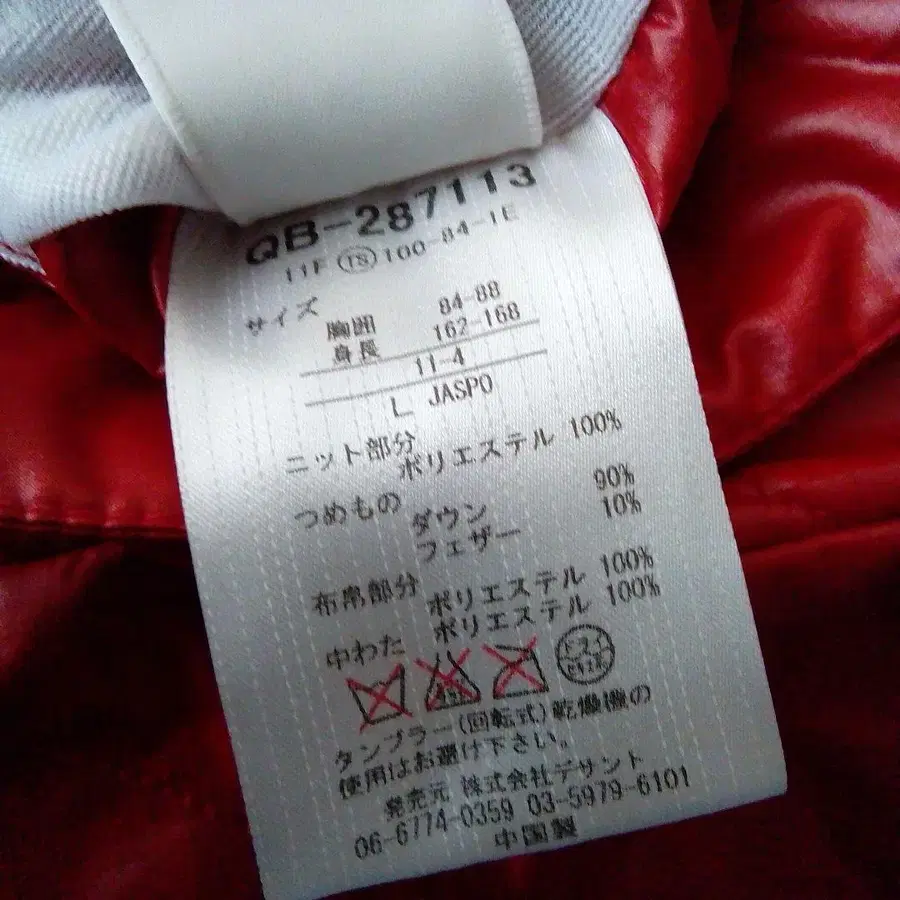 QB-287113
11F TS 100-84-1E
サイズ
胸囲 84-88
身長 162-168
11-4
L JASPO
ニット部分
ポリエステル 100%
つめもの
ダウン 90%
フェザー 10%
布帛部分
ポリエステル 100%
中わた ポリエステル 100%
ドライ
タンブラー(回転式)乾燥機の
使用はお避け下さい。
発売元 株式会社デサント
06-6774-0359 03-5979-6101
中国製